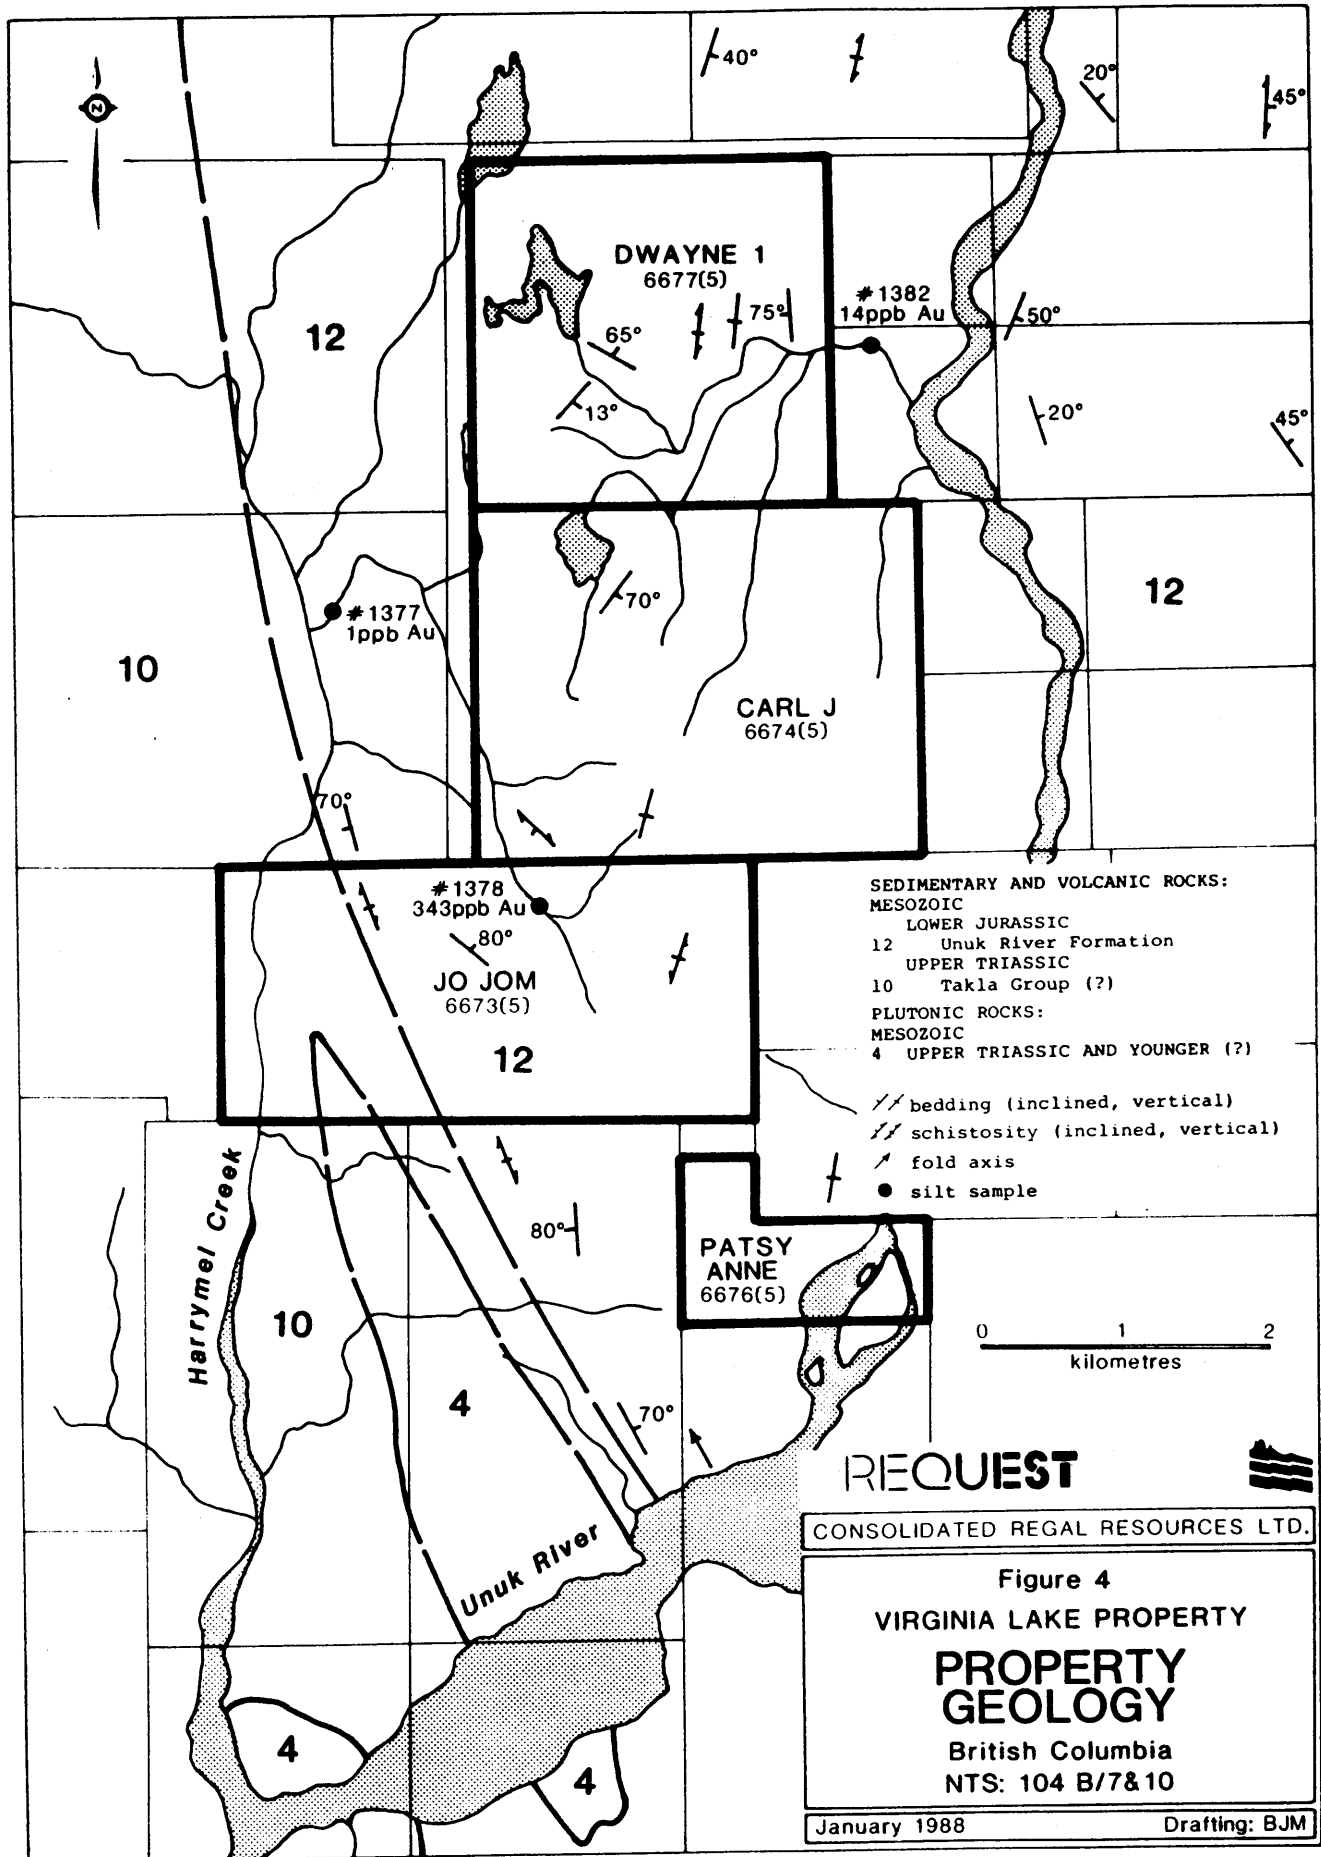 40°
20°
45°
N
DWAYNE 1
6677(5)
#1382
14ppb Au
75°
50°
12
65°
13°
20°
45°
#1377
1ppb Au
70°
12
10
CARL J
6674(5)
70°
#1378
343ppb Au
80°
JO JOM
6673(5)
12
SEDIMENTARY AND VOLCANIC ROCKS:
MESOZOIC
LOWER JURASSIC
12 Unuk River Formation
UPPER TRIASSIC
10 Takla Group (?)
PLUTONIC ROCKS:
MESOZOIC
4 UPPER TRIASSIC AND YOUNGER (?)
bedding (inclined, vertical)
schistosity (inclined, vertical)
fold axis
silt sample
Harrymel Creek
80°
PATSY
ANNE
6676(5)
10
0 1 2
kilometres
4
70°
Unuk River
4
4
REQUEST
CONSOLIDATED REGAL RESOURCES LTD.
Figure 4
VIRGINIA LAKE PROPERTY
PROPERTY
GEOLOGY
British Columbia
NTS: 104 B/7&10
January 1988 Drafting: BJM